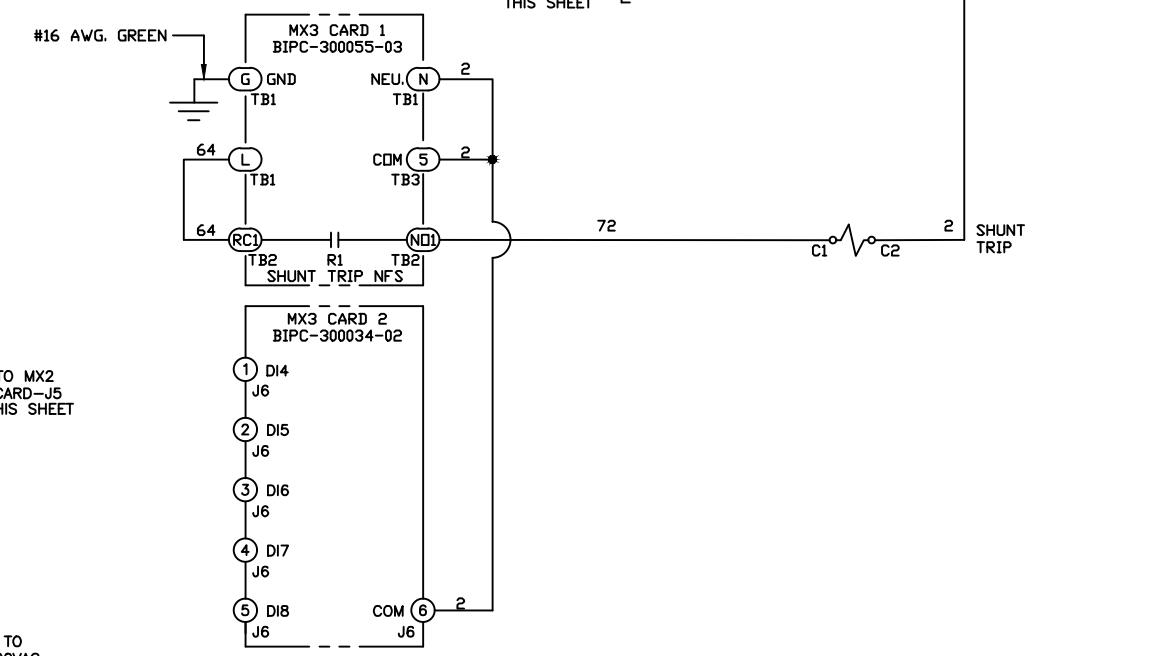 THIS SHEET
#16 AWG. GREEN
MX3 CARD 1
BIPC-300055-03
G GND
TB1
NEU. N 2
TB1
64 L
TB1
COM 5 2
TB3
64 RC1
TB2
R1
NO1
TB2
72
C1
C2
2
SHUNT
TRIP
SHUNT TRIP NFS
MX3 CARD 2
BIPC-300034-02
1 DI4
J6
TO MX2
CARD-J5
THIS SHEET
2 DI5
J6
3 DI6
J6
4 DI7
J6
5 DI8
J6
COM 6 2
J6
TO